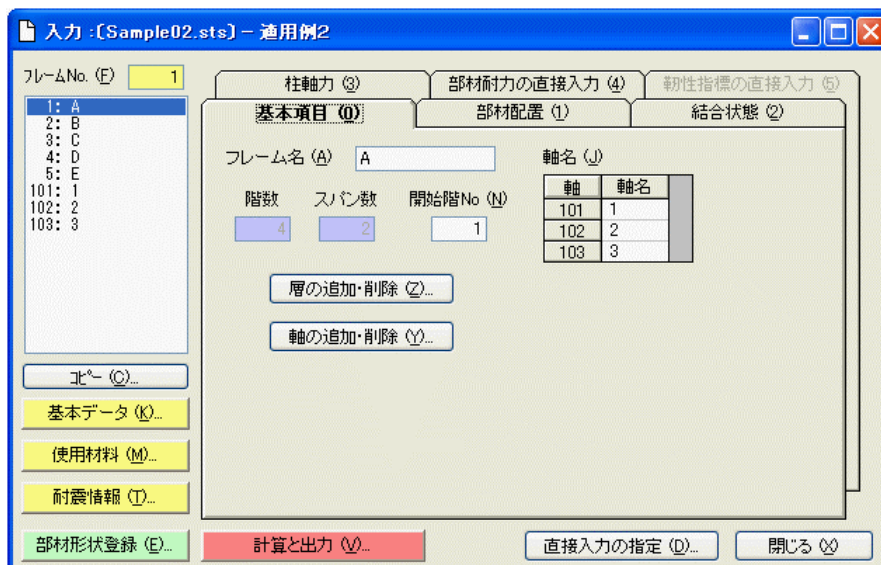 入力 :[Sample02.sts] - 適用例2
ﾌﾚｰﾑNo. (F) 1
1: A
2: B
3: C
4: D
5: E
101: 1
102: 2
103: 3
ｺﾋﾟｰ (C)...
基本データ (K)...
使用材料 (M)...
耐震情報 (T)...
部材形状登録 (E)...
柱軸力 (3) 部材耐力の直接入力 (4) 靭性指標の直接入力 (5)
基本項目 (0) 部材配置 (1) 結合状態 (2)
フレーム名 (A) A
階数 スパン数 開始階No (N)
4 2 1
層の追加・削除 (Z)...
軸の追加・削除 (Y)...
軸名 (J)
軸 軸名
101 1
102 2
103 3
計算と出力 (V)... 直接入力の指定 (D)... 閉じる (X)